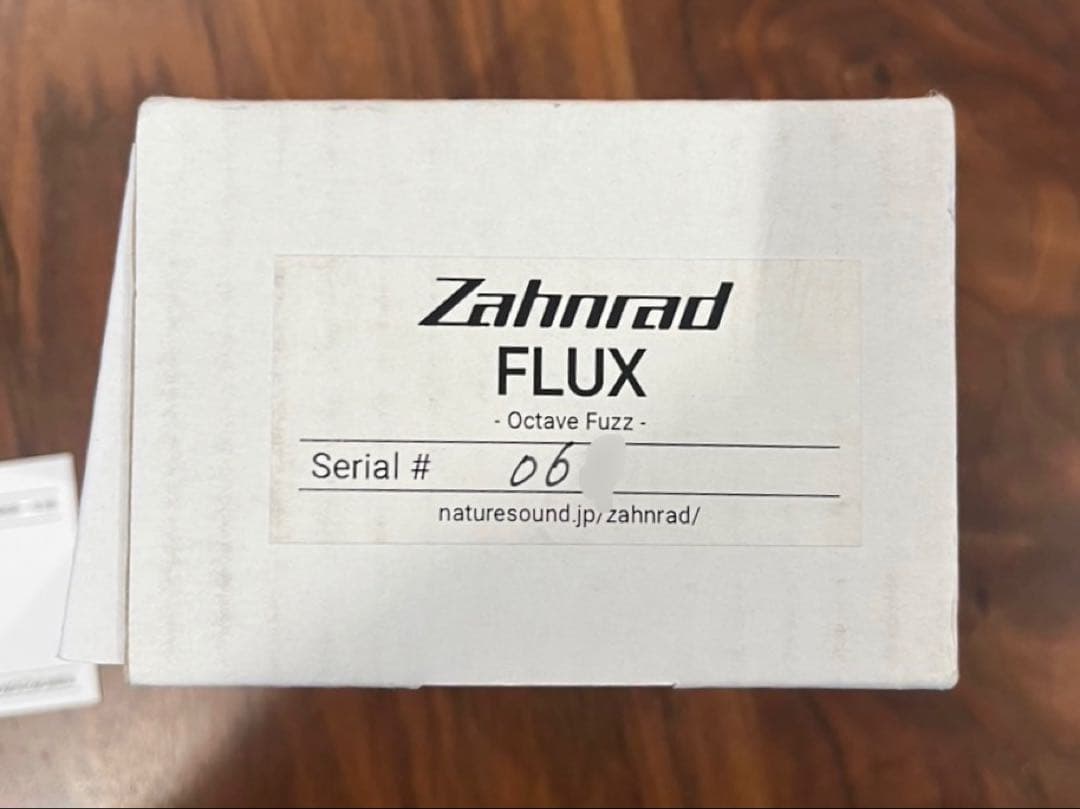 Zahnrad
FLUX
- Octave Fuzz -
Serial # 06
naturesound.jp/zahnrad/